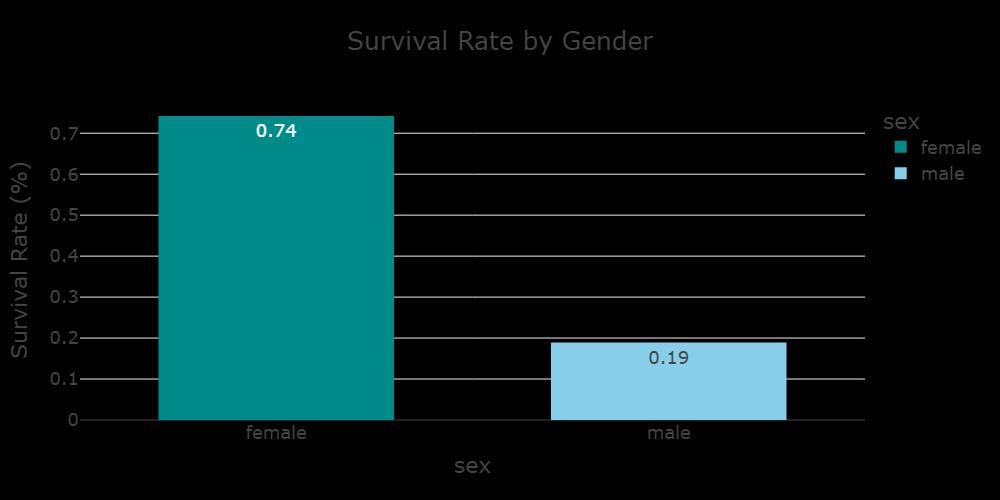 Survival Rate by Gender
Survival Rate (%)
0.7
0.6
0.5
0.4
0.3
0.2
0.1
0
0.74
0.19
female
male
sex
sex
female
male